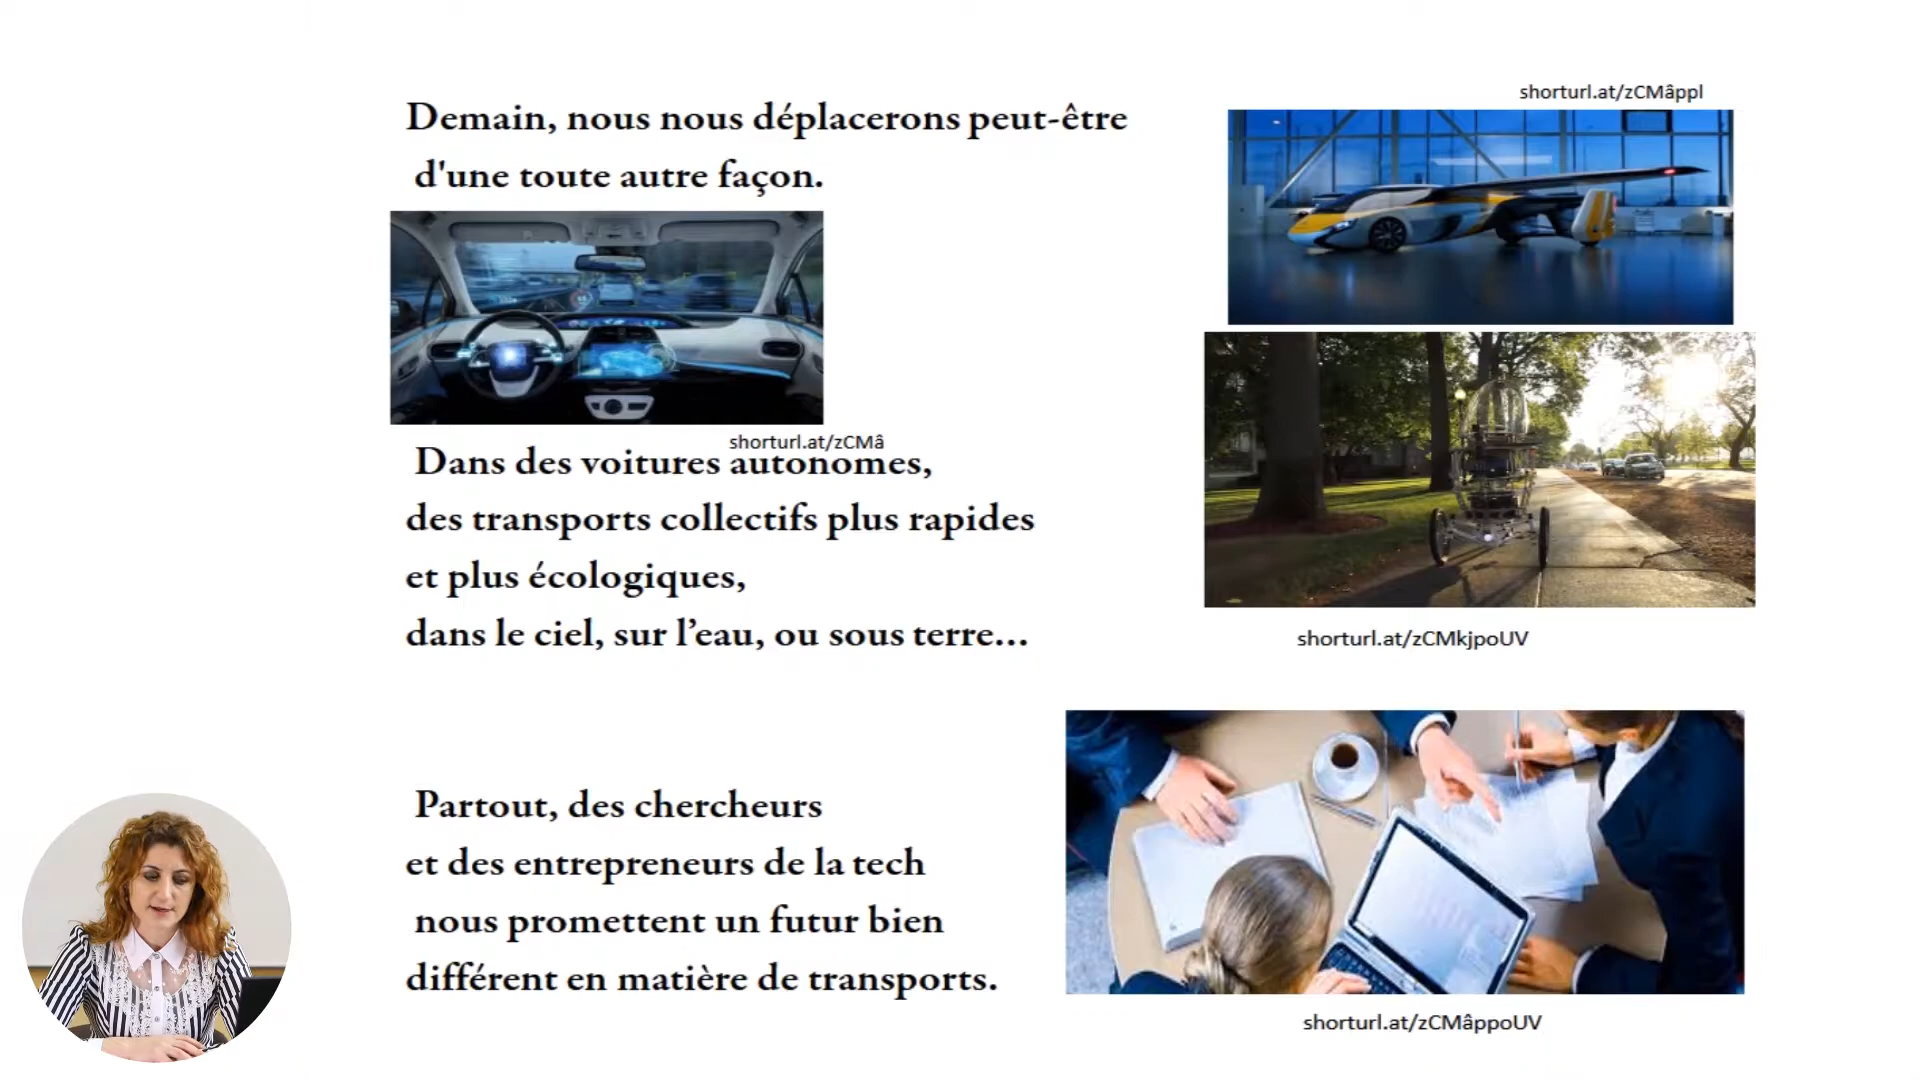 Demain, nous nous déplacerons peut-être
d'une toute autre façon.
shorturl.at/zCMâppl
shorturl.at/zCMâ
Dans des voitures autonomes,
des transports collectifs plus rapides
et plus écologiques,
dans le ciel, sur l’eau, ou sous terre...
shorturl.at/zCMkjpoUV
Partout, des chercheurs
et des entrepreneurs de la tech
nous promettent un futur bien
différent en matière de transports.
shorturl.at/zCMâppoUV